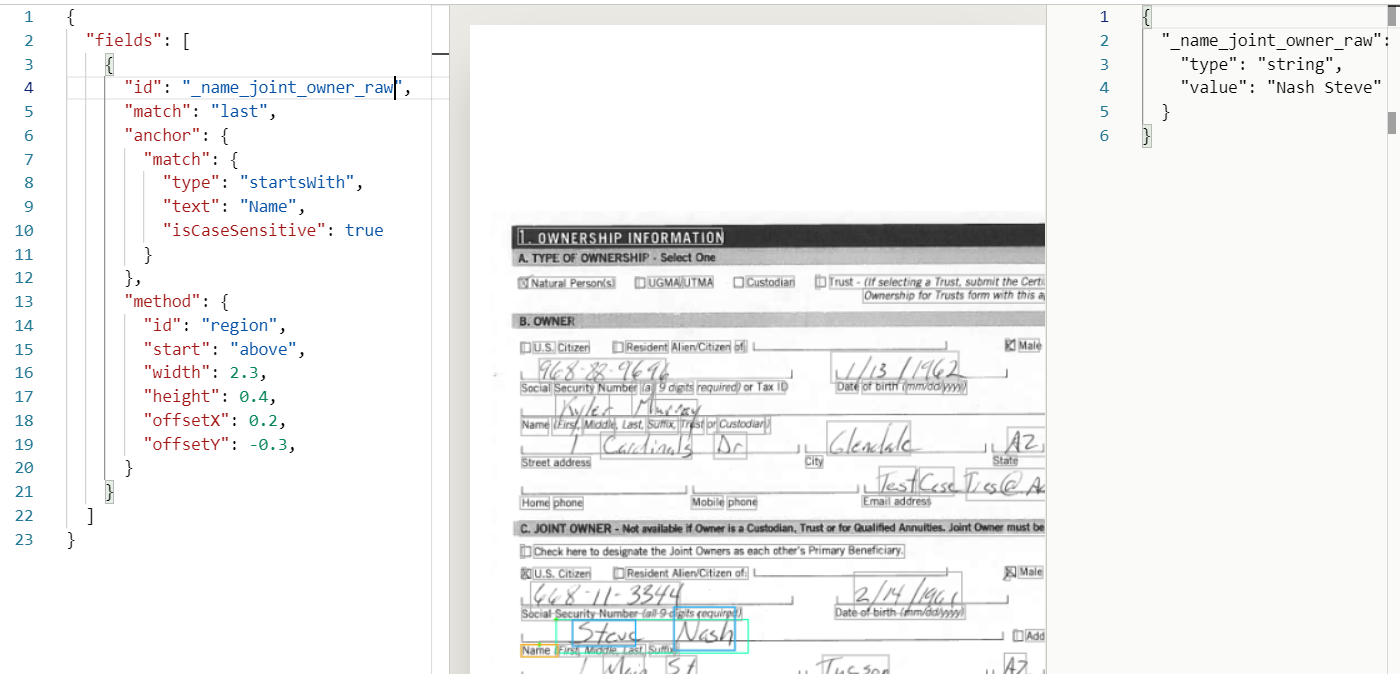 1 {
2 "fields": [
3 {
4 "id": "_name_joint_owner_raw",
5 "match": "last",
6 "anchor": {
7 "match": {
8 "type": "startsWith",
9 "text": "Name",
10 "isCaseSensitive": true
11 }
12 },
13 "method": {
14 "id": "region",
15 "start": "above",
16 "width": 2.3,
17 "height": 0.4,
18 "offsetX": 0.2,
19 "offsetY": -0.3,
20 }
21 }
22 ]
23 }
1. OWNERSHIP INFORMATION
A. TYPE OF OWNERSHIP - Select One
Natural Person(s) UGMA/UTMA Custodian Trust - (If selecting a Trust, submit the Certi
Ownership for Trusts form with this a
B. OWNER
U.S. Citizen Resident Alien/Citizen of: Male
968-88-9696 1/13/1962
Social Security Number (all 9 digits required) or Tax ID Date of birth (mm/dd/yyyy)
Kyler Murray
Name (First, Middle, Last, Suffix, Trust or Custodian)
1 Cardinals Dr Glendale AZ
Street address City State
TestCase Ties@ A
Home phone Mobile phone Email address
C. JOINT OWNER - Not available if Owner is a Custodian, Trust or for Qualified Annuities. Joint Owner must be
Check here to designate the Joint Owners as each other's Primary Beneficiary.
U.S. Citizen Resident Alien/Citizen of: Male
668-11-3344 2/14/1961
Social Security Number (all 9 digits required) Date of birth (mm/dd/yyyy)
Steve Nash Add
Name (First, Middle, Last, Suffix)
1 Main St Tucson AZ
1 {
2 "_name_joint_owner_raw":
3 "type": "string",
4 "value": "Nash Steve"
5 }
6 }